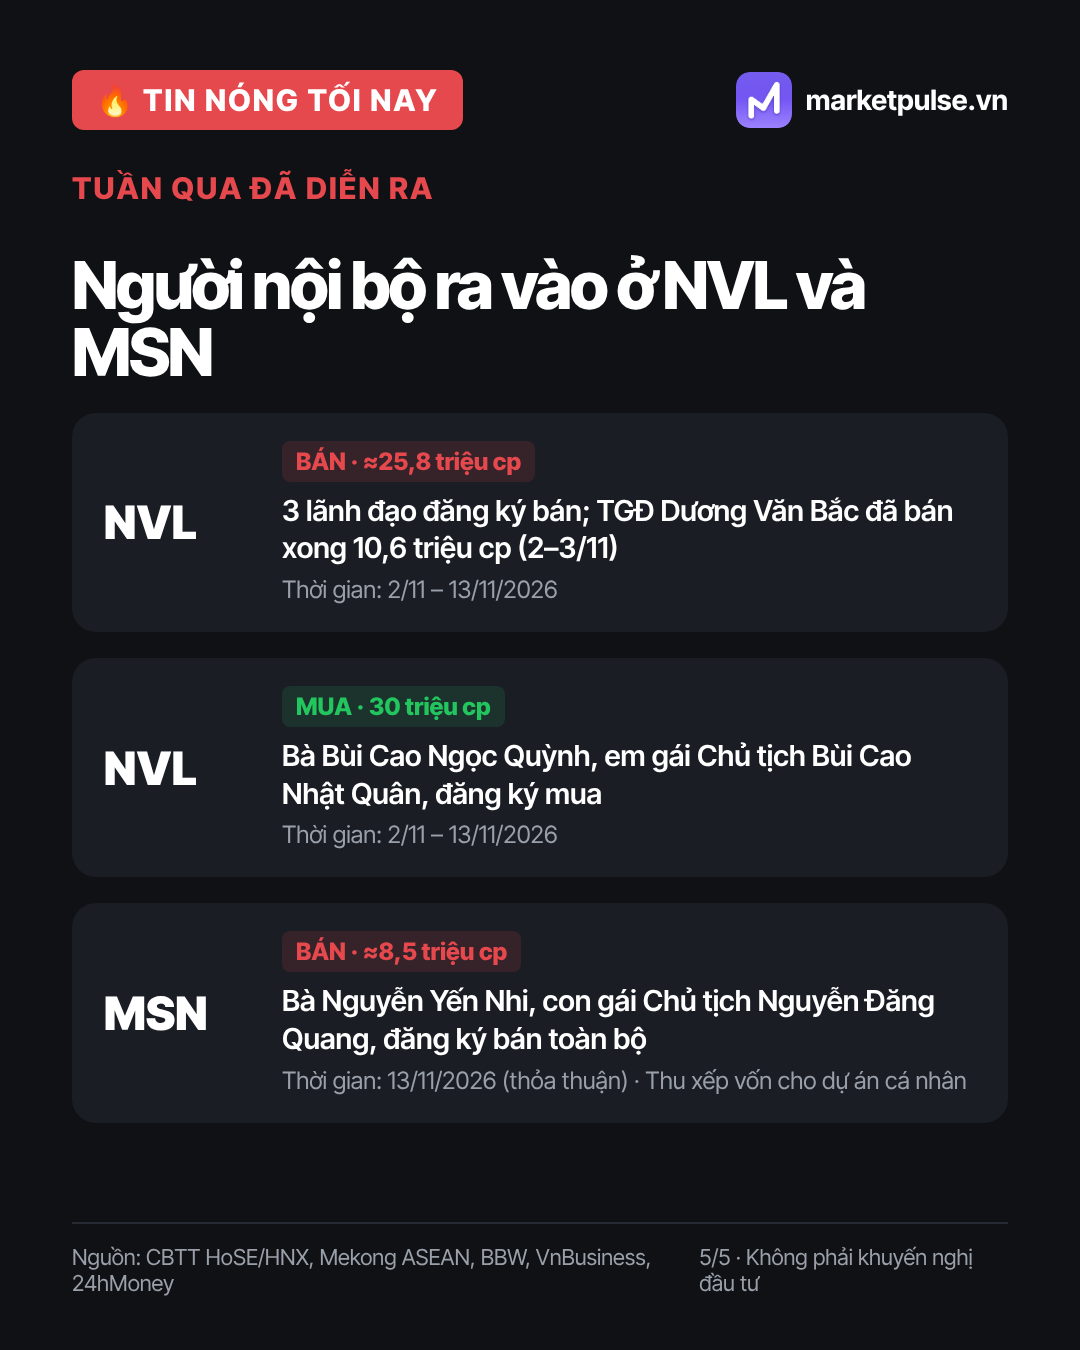 🔥 TIN NÓNG TỐI NAY
marketpulse.vn
TUẦN QUA ĐÃ DIỄN RA
Người nội bộ ra vào ở NVL và
MSN
BÁN · ≈25,8 triệu cp
NVL
3 lãnh đạo đăng ký bán; TGĐ Dương Văn Bắc đã bán
xong 10,6 triệu cp (2–3/11)
Thời gian: 2/11 – 13/11/2026
MUA · 30 triệu cp
NVL
Bà Bùi Cao Ngọc Quỳnh, em gái Chủ tịch Bùi Cao
Nhật Quân, đăng ký mua
Thời gian: 2/11 – 13/11/2026
BÁN · ≈8,5 triệu cp
MSN
Bà Nguyễn Yến Nhi, con gái Chủ tịch Nguyễn Đăng
Quang, đăng ký bán toàn bộ
Thời gian: 13/11/2026 (thỏa thuận) · Thu xếp vốn cho dự án cá nhân
Nguồn: CBTT HoSE/HNX, Mekong ASEAN, BBW, VnBusiness,
24hMoney
5/5 · Không phải khuyến nghị
đầu tư